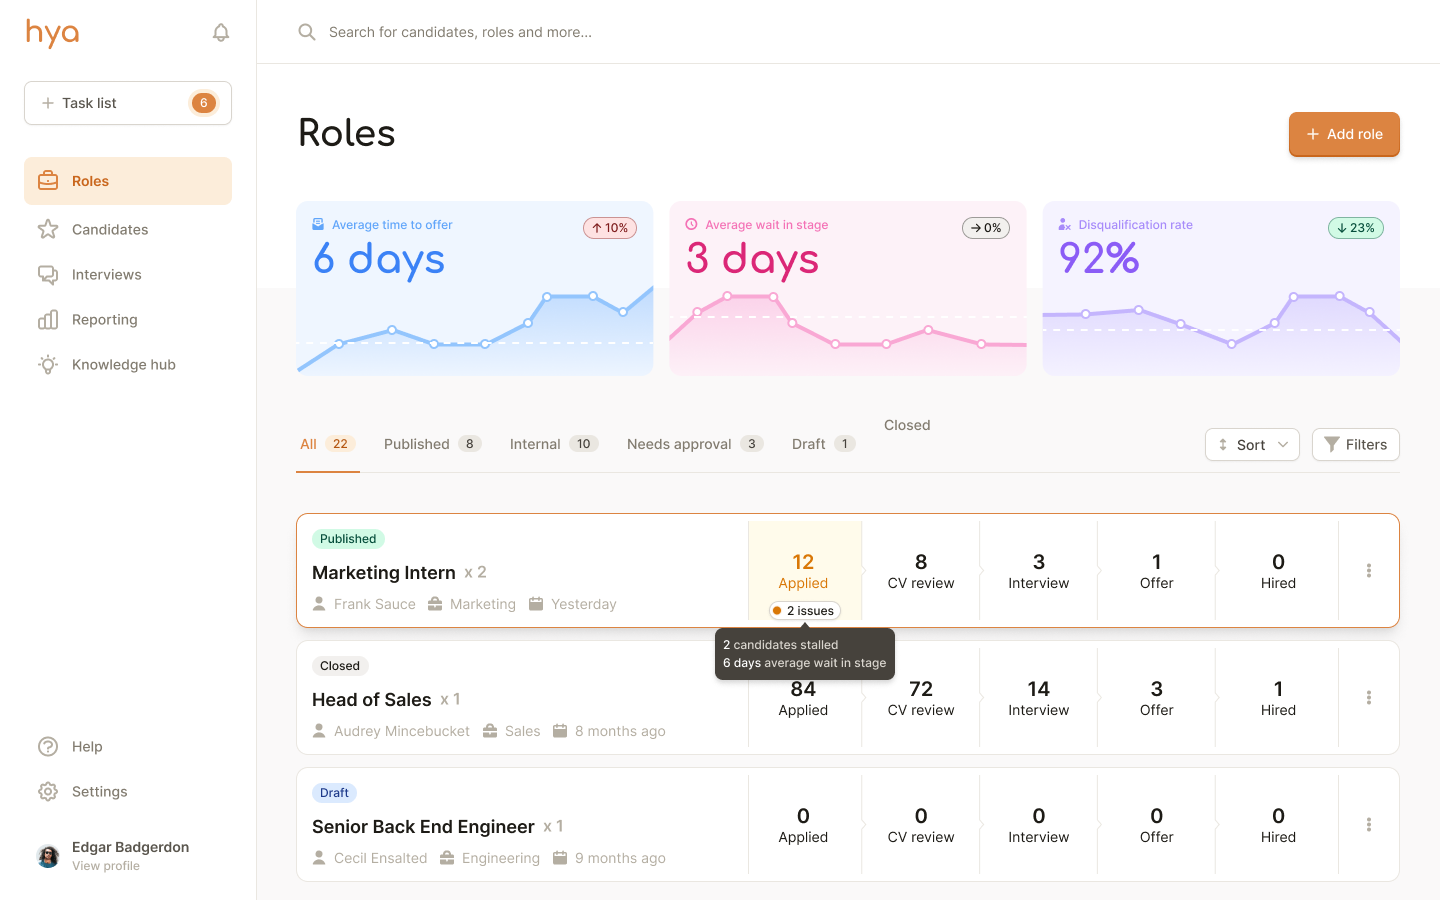 hya
Search for candidates, roles and more...
Task list 6
Roles
Candidates
Interviews
Reporting
Knowledge hub
Help
Settings
Edgar Badgerdon
View profile
Roles
Add role
Average time to offer
10%
6 days
Average wait in stage
0%
3 days
Disqualification rate
23%
92%
All 22
Published 8
Internal 10
Needs approval 3
Draft 1
Closed
Sort
Filters
Published
Marketing Intern x 2
Frank Sauce Marketing Yesterday
12
Applied
2 issues
8
CV review
3
Interview
1
Offer
0
Hired
2 candidates stalled
6 days average wait in stage
Closed
Head of Sales x 1
Audrey Mincebucket Sales 8 months ago
84
Applied
72
CV review
14
Interview
3
Offer
1
Hired
Draft
Senior Back End Engineer x 1
Cecil Ensalted Engineering 9 months ago
0
Applied
0
CV review
0
Interview
0
Offer
0
Hired